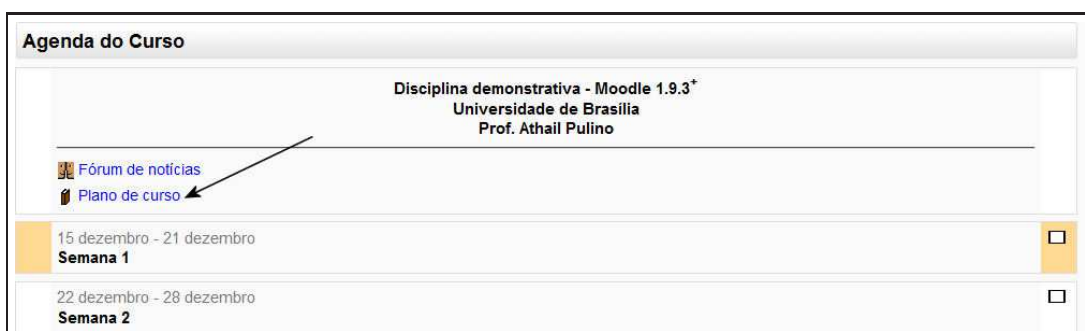 Agenda do Curso
Disciplina demonstrativa - Moodle 1.9.3+
Universidade de Brasília
Prof. Athail Pulino
Fórum de notícias
Plano de curso
15 dezembro - 21 dezembro
Semana 1
22 dezembro - 28 dezembro
Semana 2